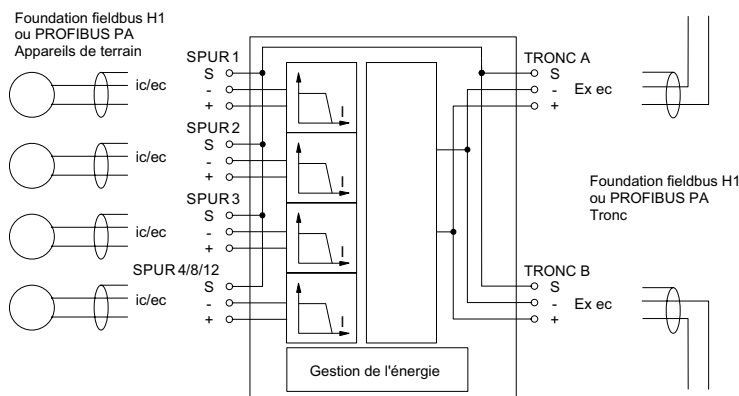 Foundation fieldbus H1
ou PROFIBUS PA
Appareils de terrain
SPUR 1
S
-
+
ic/ec
SPUR 2
S
-
+
ic/ec
SPUR 3
S
-
+
ic/ec
SPUR 4/8/12
S
-
+
ic/ec
I
I
I
I
Gestion de l'énergie
TRONC A
S
-
+
Ex ec
Foundation fieldbus H1
ou PROFIBUS PA
Tronc
TRONC B
S
-
+
Ex ec